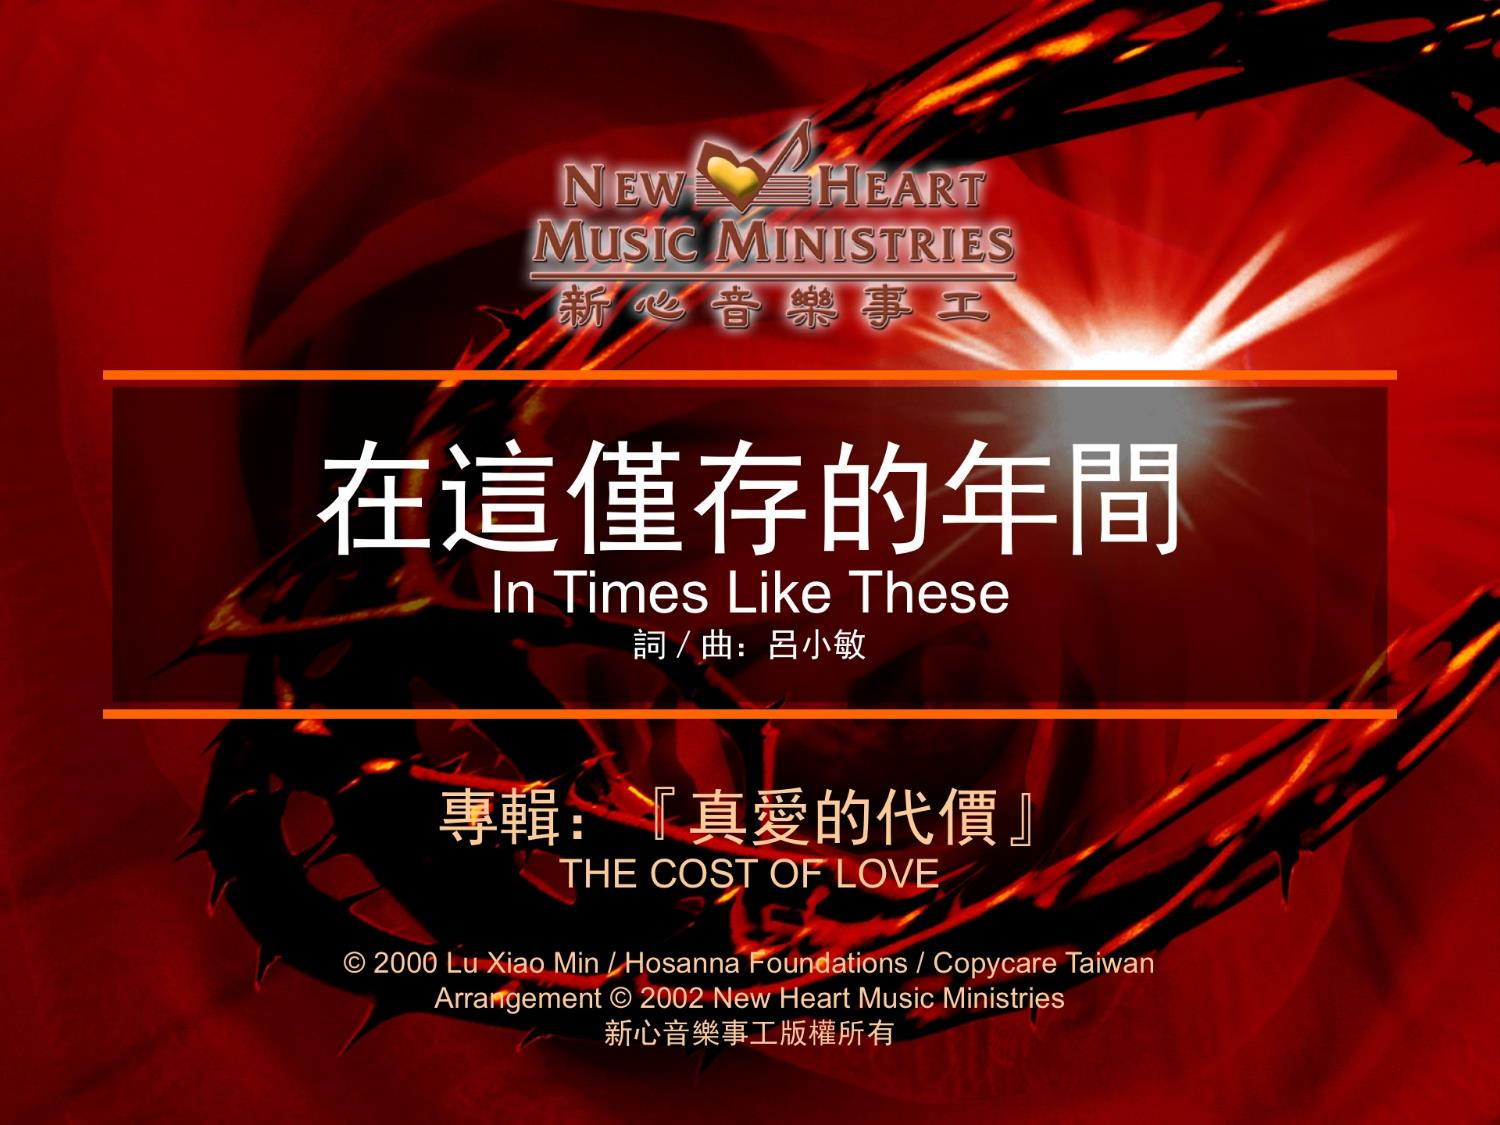 NEW HEART
MUSIC MINISTRIES
新心音樂事工
在這僅存的年間
In Times Like These
詞 / 曲：呂小敏
專輯：『真愛的代價』
THE COST OF LOVE
© 2000 Lu Xiao Min / Hosanna Foundations / Copycare Taiwan
Arrangement © 2002 New Heart Music Ministries
新心音樂事工版權所有